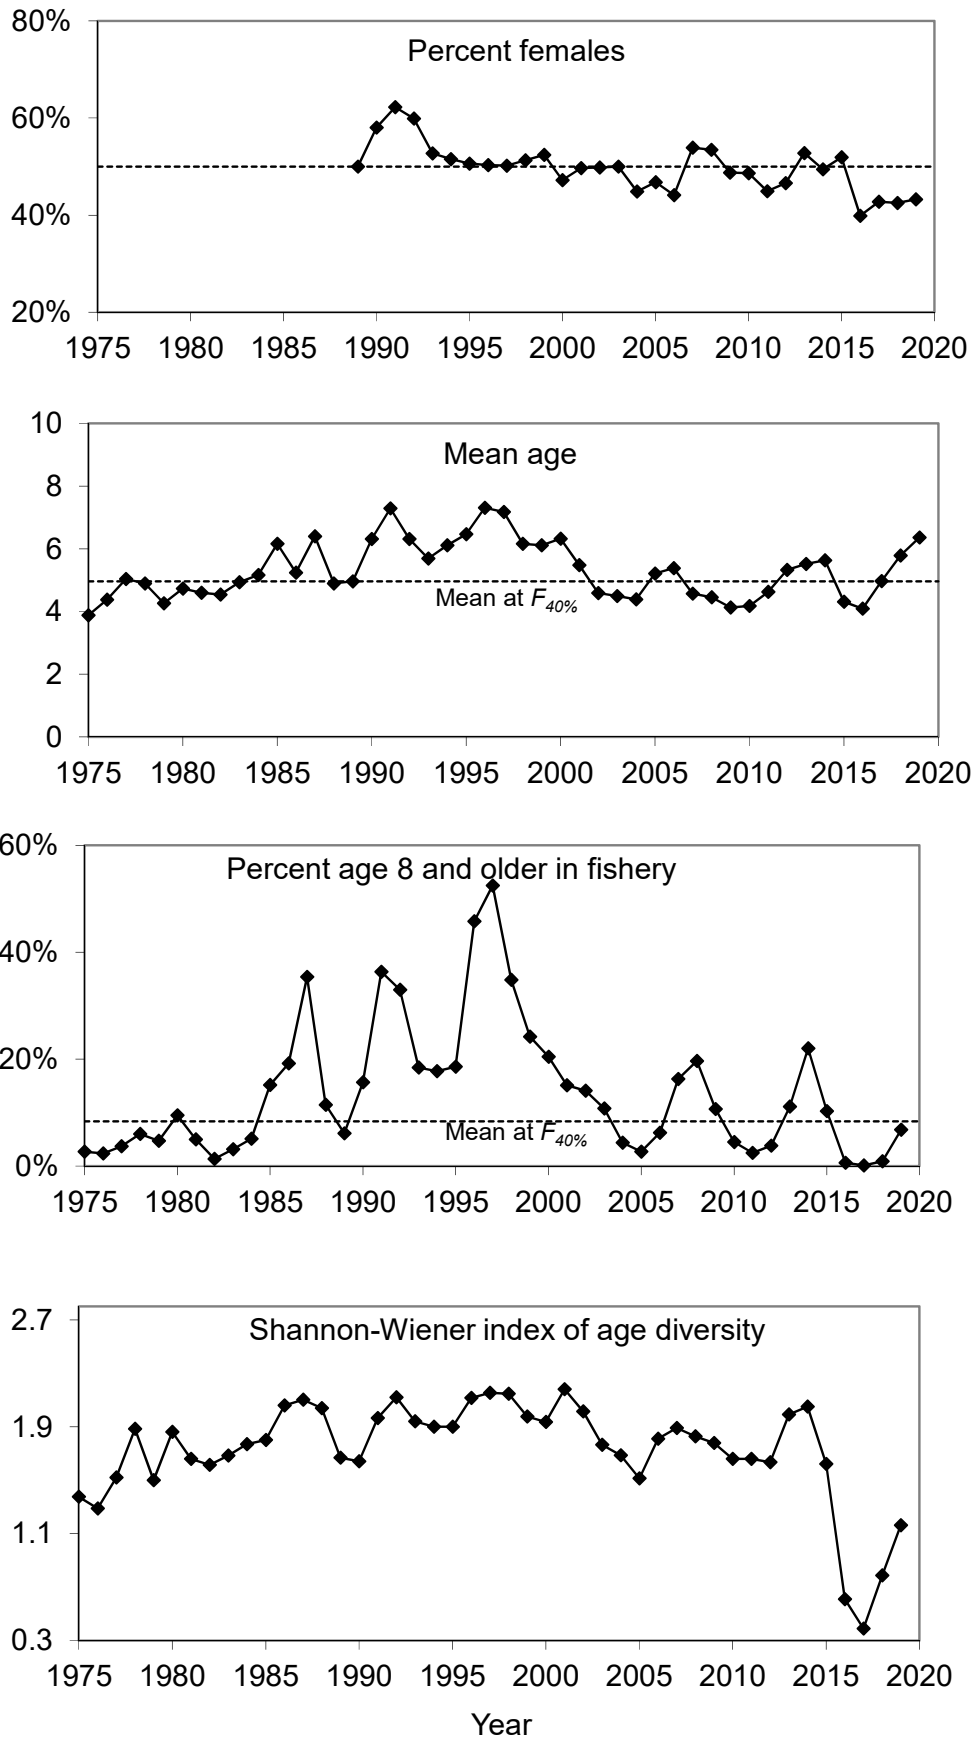 80%
Percent females
60%
40%
20%
1975 1980 1985 1990 1995 2000 2005 2010 2015 2020
10
Mean age
8
6
Mean at F40%
4
2
0
1975 1980 1985 1990 1995 2000 2005 2010 2015 2020
60%
Percent age 8 and older in fishery
40%
20%
Mean at F40%
0%
1975 1980 1985 1990 1995 2000 2005 2010 2015 2020
2.7
Shannon-Wiener index of age diversity
1.9
1.1
0.3
1975 1980 1985 1990 1995 2000 2005 2010 2015 2020
Year